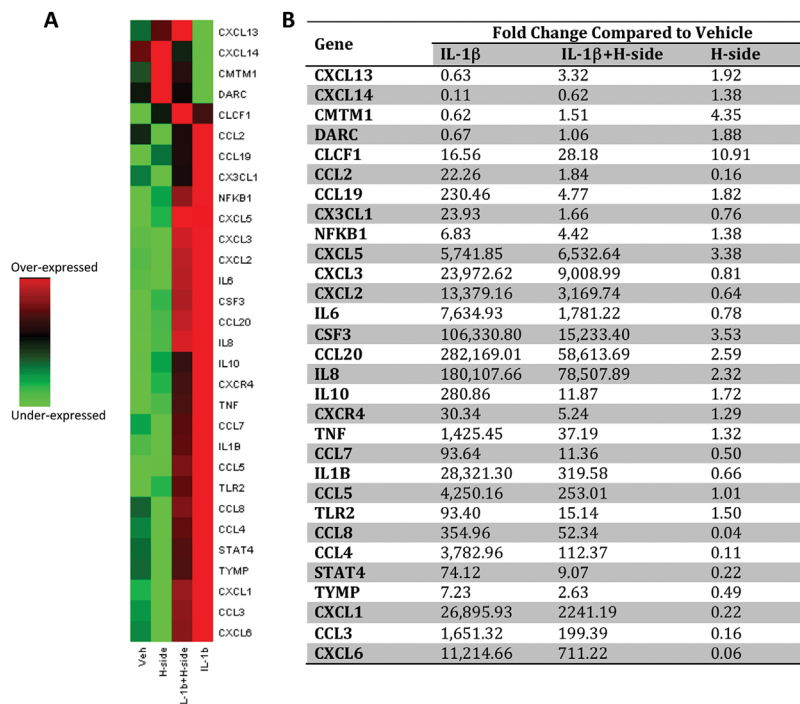 A
CXCL13
CXCL14
CMTM1
DARC
CLCF1
CCL2
CCL19
CX3CL1
NFKB1
CXCL5
CXCL3
CXCL2
IL6
CSF3
CCL20
IL8
IL10
CXCR4
TNF
CCL7
IL1B
CCL5
TLR2
CCL8
CCL4
STAT4
TYMP
CXCL1
CCL3
CXCL6
Over-expressed
Under-expressed
Veh
H-side
L-1b+H-side
IL-1b
B
Gene Fold Change Compared to Vehicle
IL-1β IL-1β+H-side H-side
CXCL13 0.63 3.32 1.92
CXCL14 0.11 0.62 1.38
CMTM1 0.62 1.51 4.35
DARC 0.67 1.06 1.88
CLCF1 16.56 28.18 10.91
CCL2 22.26 1.84 0.16
CCL19 230.46 4.77 1.82
CX3CL1 23.93 1.66 0.76
NFKB1 6.83 4.42 1.38
CXCL5 5,741.85 6,532.64 3.38
CXCL3 23,972.62 9,008.99 0.81
CXCL2 13,379.16 3,169.74 0.64
IL6 7,634.93 1,781.22 0.78
CSF3 106,330.80 15,233.40 3.53
CCL20 282,169.01 58,613.69 2.59
IL8 180,107.66 78,507.89 2.32
IL10 280.86 11.87 1.72
CXCR4 30.34 5.24 1.29
TNF 1,425.45 37.19 1.32
CCL7 93.64 11.36 0.50
IL1B 28,321.30 319.58 0.66
CCL5 4,250.16 253.01 1.01
TLR2 93.40 15.14 1.50
CCL8 354.96 52.34 0.04
CCL4 3,782.96 112.37 0.11
STAT4 74.12 9.07 0.22
TYMP 7.23 2.63 0.49
CXCL1 26,895.93 2241.19 0.22
CCL3 1,651.32 199.39 0.16
CXCL6 11,214.66 711.22 0.06